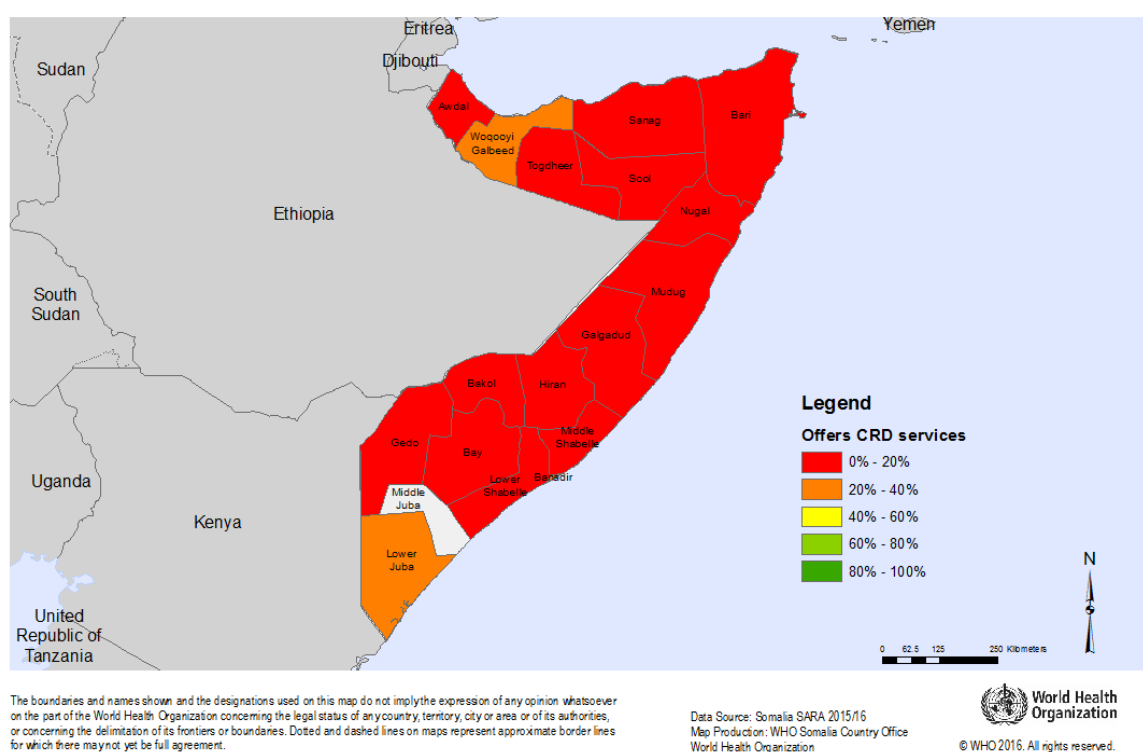 Eritrea
Yemen
Djibouti
Sudan
Awdal
Sanag
Bari
Woqooyi
Galbeed
Togdheer
Sool
Ethiopia
Nugal
South
Sudan
Mudug
Galgadud
Bakol
Hiran
Legend
Offers CRD services
0% - 20%
20% - 40%
40% - 60%
60% - 80%
80% - 100%
Gedo
Bay
Middle
Shabelle
Uganda
Lower
Shabelle
Banadir
Middle
Juba
Kenya
Lower
Juba
N
United
Republic of
Tanzania
0 62.5 125 250 Kilometers
The boundaries and names shown and the designations used on this map do not imply the expression of any opinion whatsoever
on the part of the World Health Organization concerning the legal status of any country, territory, city or area or of its authorities,
or concerning the delimitation of its frontiers or boundaries. Dotted and dashed lines on maps represent approximate border lines
for which there may not yet be full agreement.
Data Source: Somalia SARA 2015/16
Map Production: WHO Somalia Country Office
World Health Organization
World Health
Organization
© WHO 2016. All rights reserved.